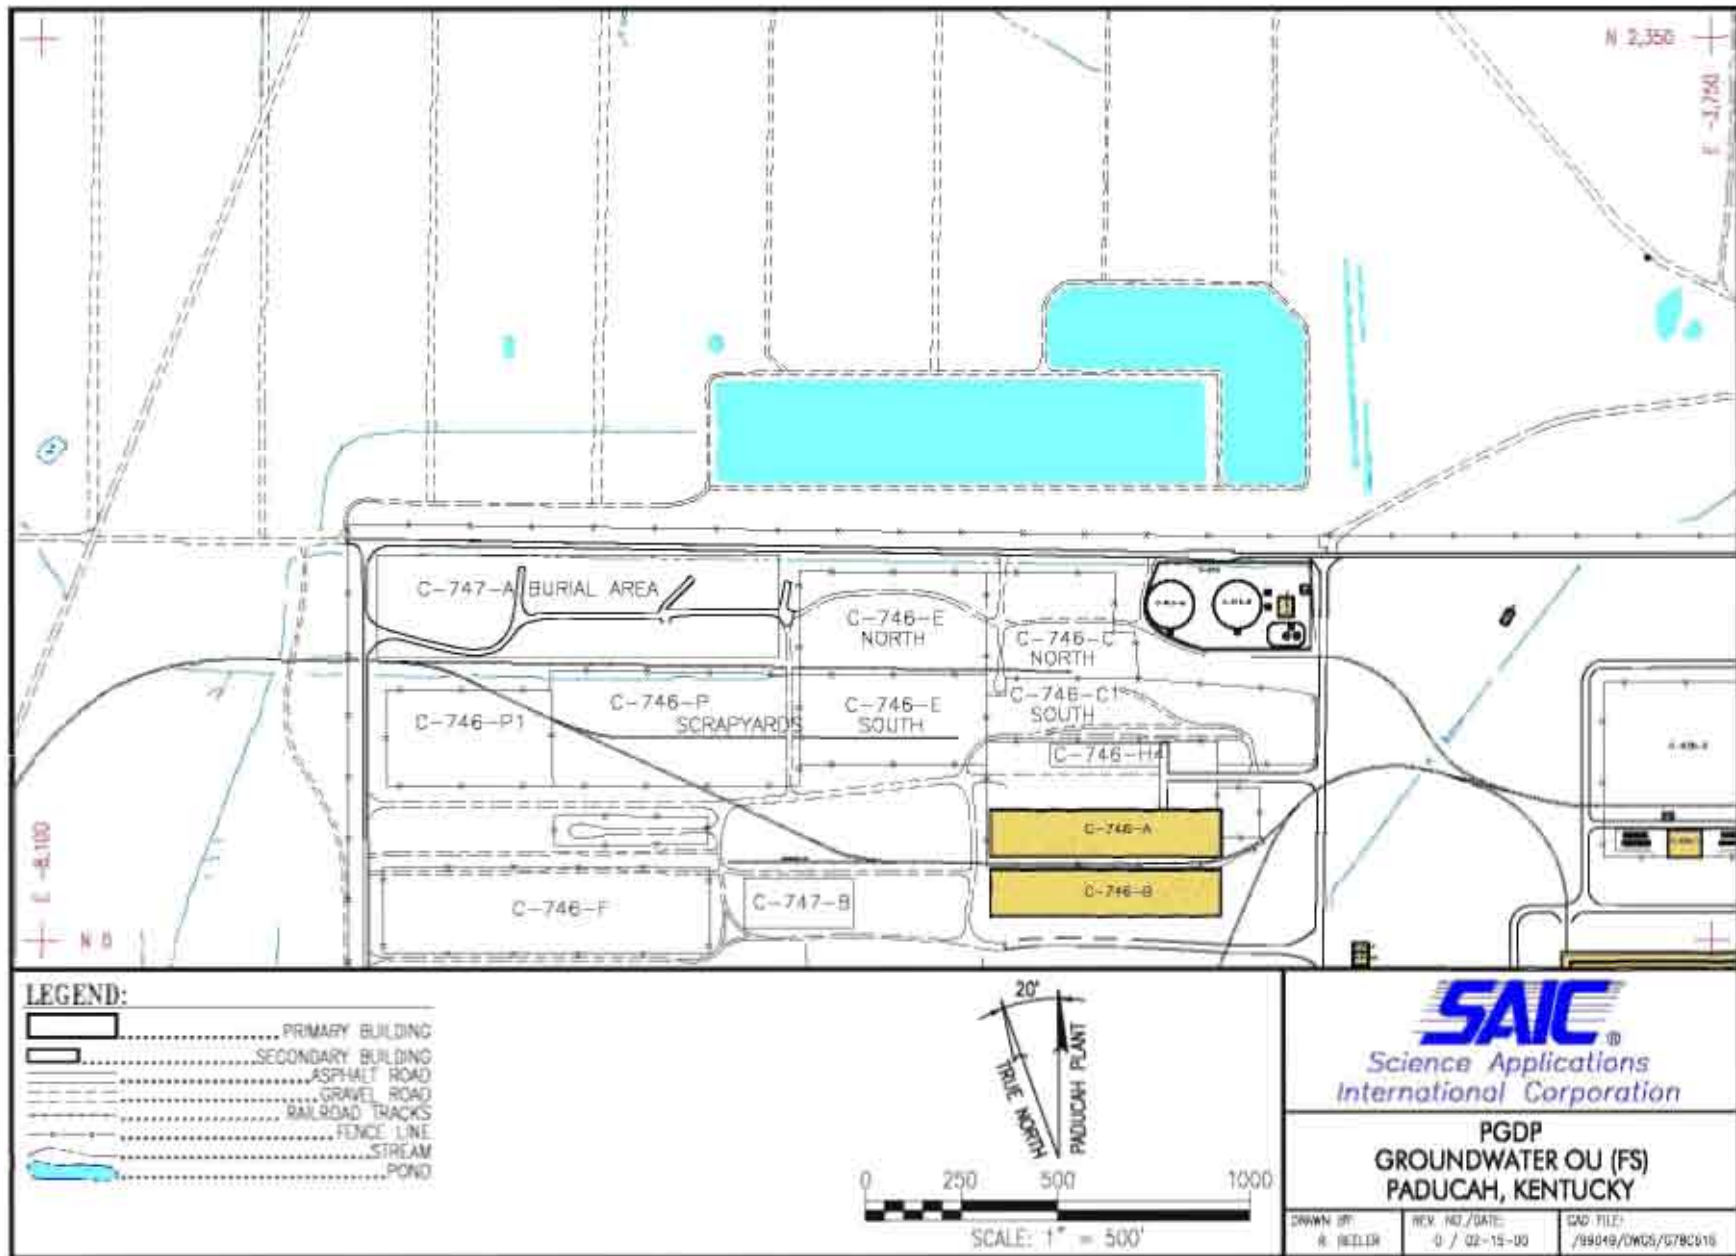 N 2,350
E -3,750
C-747-A BURIAL AREA
C-746-E
NORTH
C-746-C
NORTH
C-746-P1
C-746-P
SCRAPYARDS
C-746-E
SOUTH
C-746-C1
SOUTH
C-746-H4
C-746-A
C-746-B
C-746-F
C-747-B
E -8,100
N 0
LEGEND:
PRIMARY BUILDING
SECONDARY BUILDING
ASPHALT ROAD
GRAVEL ROAD
RAILROAD TRACKS
FENCE LINE
STREAM
POND
20'
TRUE NORTH
PADUCAH PLANT
0 250 500 1000
SCALE: 1" = 500'
SAIC®
Science Applications
International Corporation
PGDP
GROUNDWATER OU (FS)
PADUCAH, KENTUCKY
DRAWN BY:
REV. NO./DATE:
0 / 02-15-00
CAD FILE: